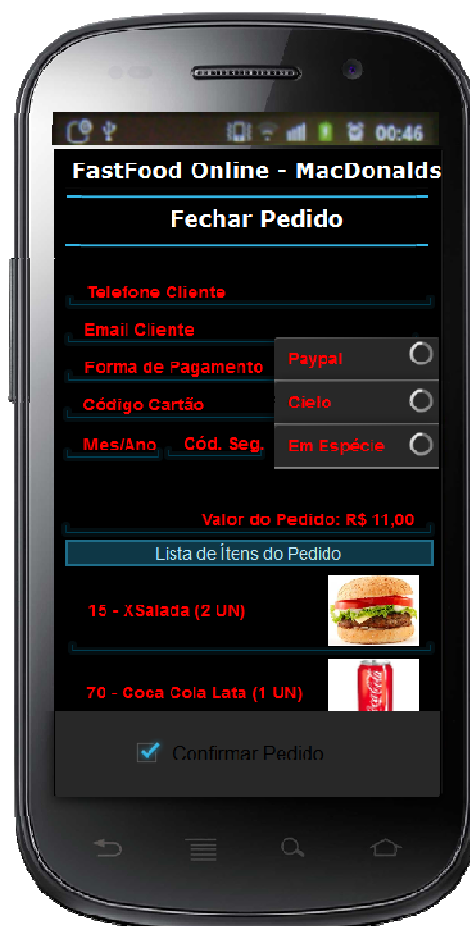 00:46
FastFood Online - MacDonalds
Fechar Pedido
Telefone Cliente
Email Cliente
Forma de Pagamento
Paypal
Código Cartão
Cielo
Mes/Ano Cód. Seg.
Em Espécie
Valor do Pedido: R$ 11,00
Lista de Ítens do Pedido
15 - XSalada (2 UN)
70 - Coca Cola Lata (1 UN)
Coca-Cola
Confirmar Pedido